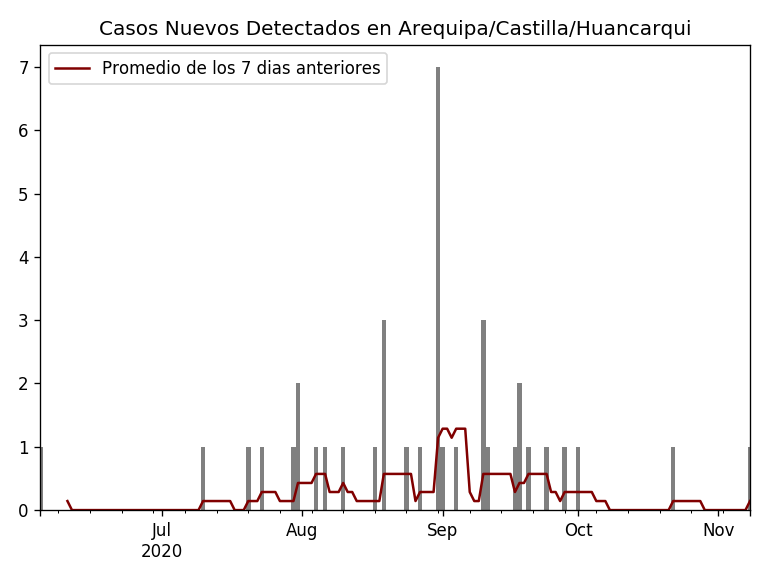 Casos Nuevos Detectados en Arequipa/Castilla/Huancarqui
Promedio de los 7 dias anteriores
7
6
5
4
3
2
1
0
Jul
2020
Aug
Sep
Oct
Nov